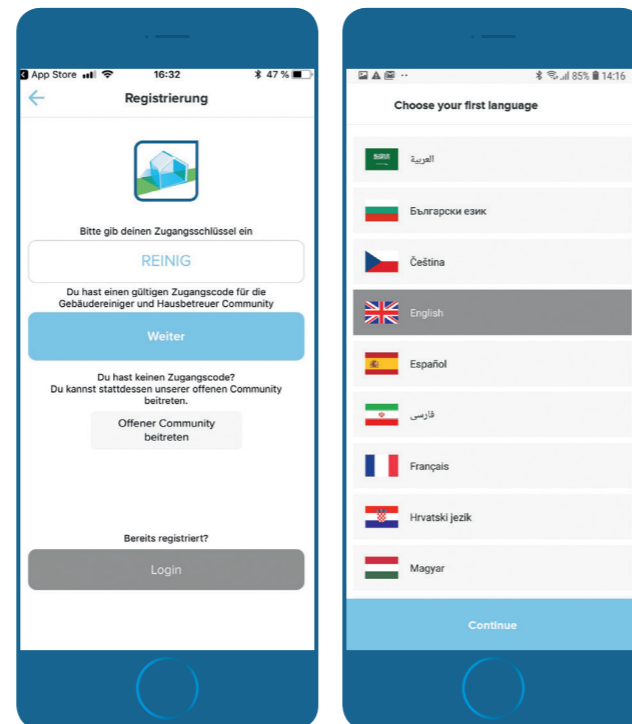 App Store 16:32 47 %
Registrierung
Bitte gib deinen Zugangsschlüssel ein
REINIG
Du hast einen gültigen Zugangscode für die
Gebäudereiniger und Hausbetreuer Community
Weiter
Du hast keinen Zugangscode?
Du kannst stattdessen unserer offenen Community
beitreten.
Offener Community
beitreten
Bereits registriert?
Login
85% 14:16
Choose your first language
العربية
Български език
Čeština
English
Español
فارسی
Français
Hrvatski jezik
Magyar
Continue